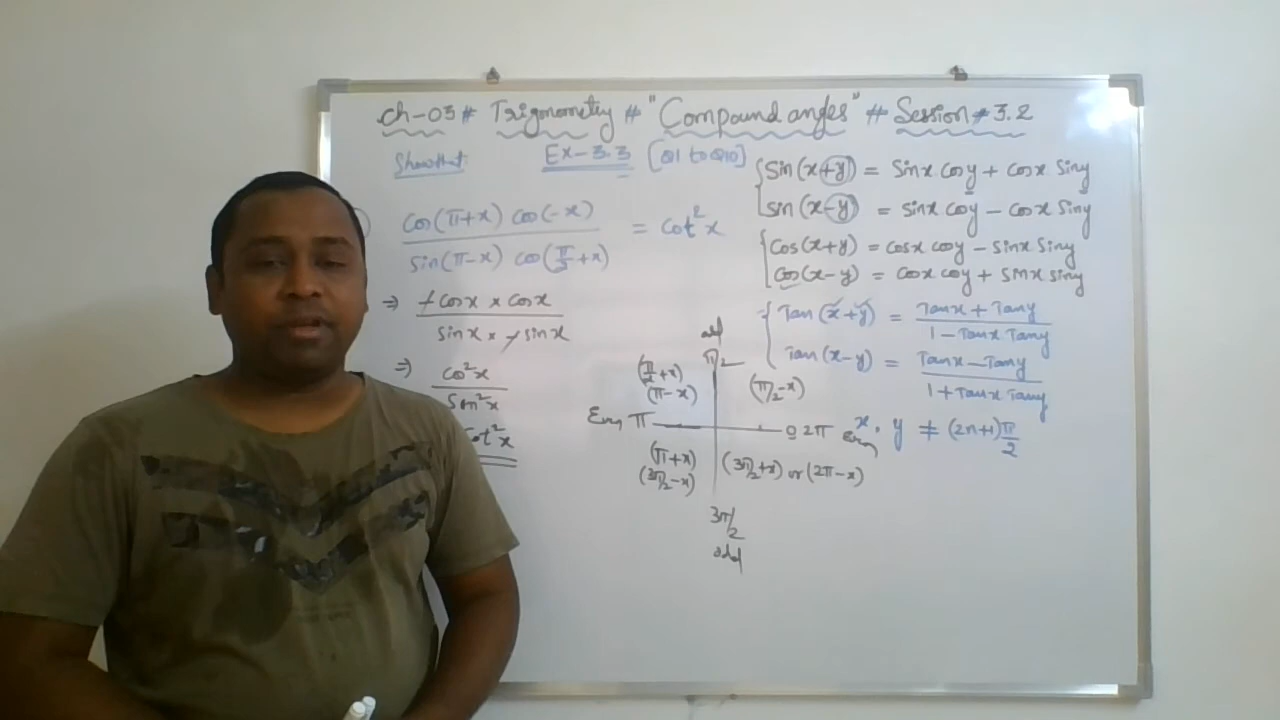 Ch-03 # Trigonometry # "Compound angles" # Session # 3.2
Show that
Ex-3.3 [Q1 to Q10]
cos(π+x) cos(-x)
sin(π-x) cos(π/2+x)
= cot²x
⇒ -cosx × cosx
sinx × -sinx
⇒ cos²x
sin²x
cot²x
Sin(x+y) = Sinx cosy + cosx Siny
sin(x-y) = sinx cosy - cosx Siny
Cos(x+y) = cosx cosy - sinx Siny
cos(x-y) = cosx cosy + sinx siny
Tan(x+y) = Tanx + Tany
1 - Tanx Tany
Tan(x-y) = Tanx - Tany
1 + Tanx Tany
x, y ≠ (2n+1)π/2
odd
π/2
(π/2+x)
(π-x)
(π/2-x)
Even π
0 2π Even
(π+x)
(3π/2-x)
(3π/2+x) or (2π-x)
3π/2
odd